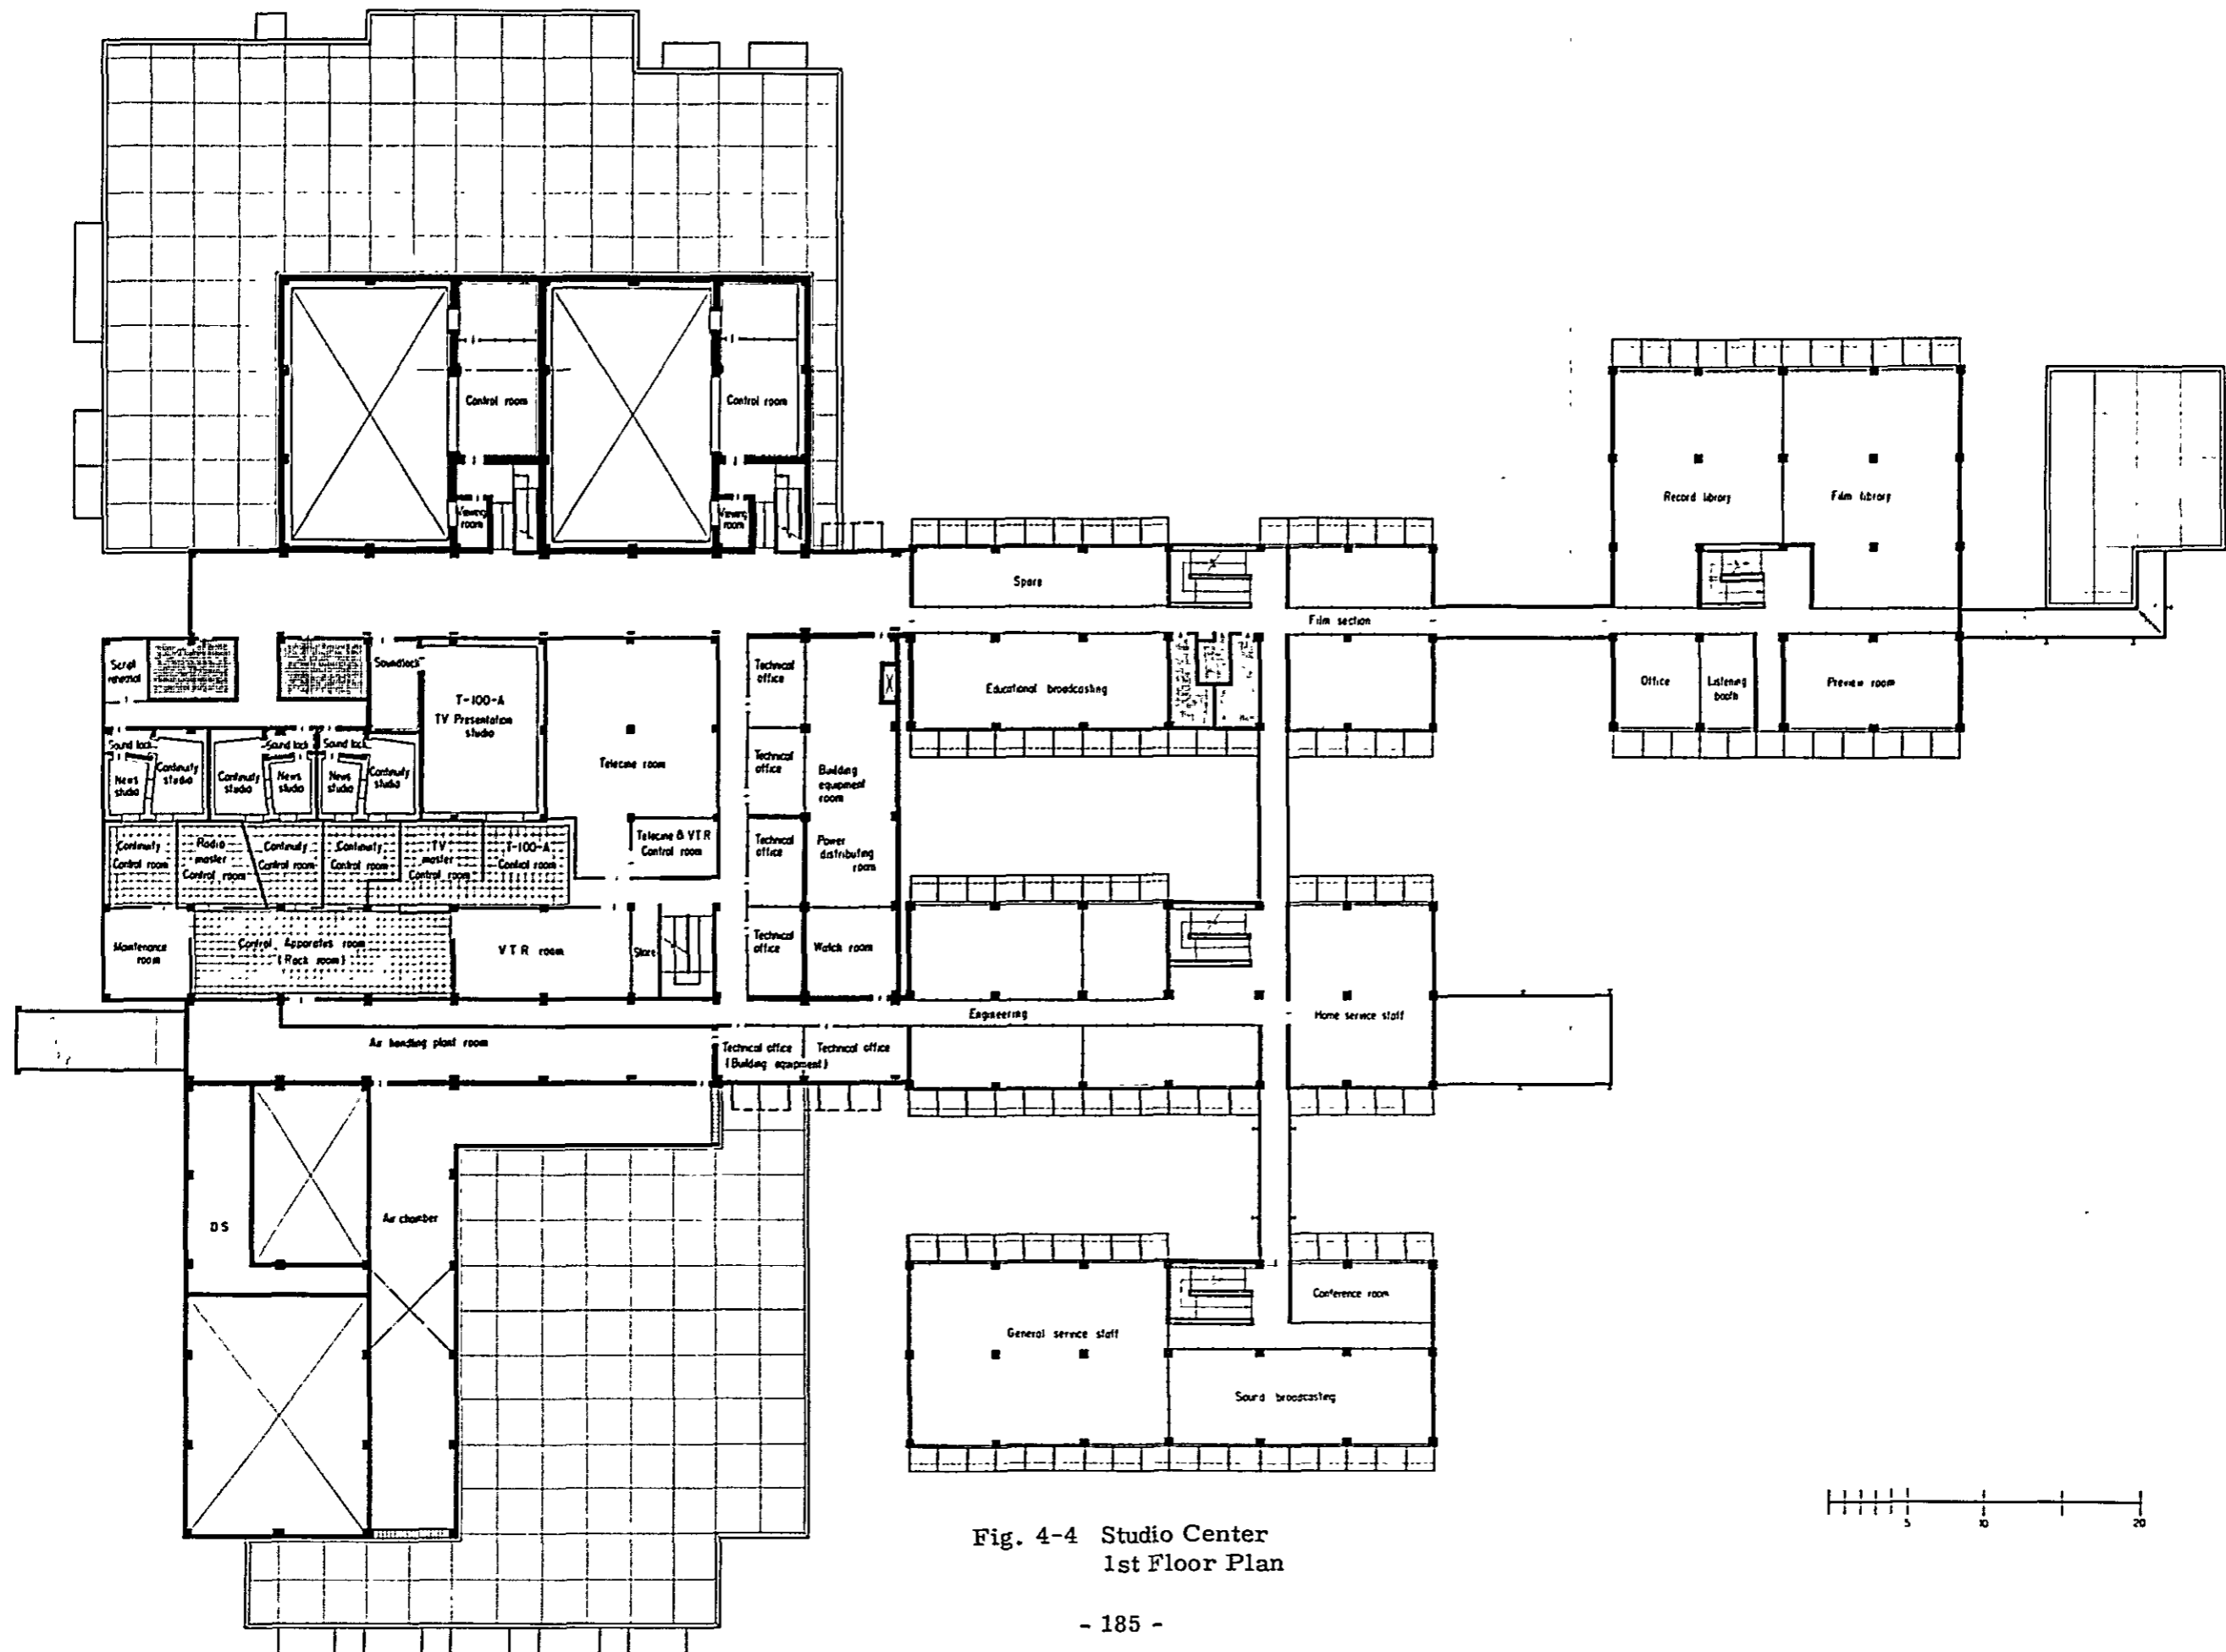 Control room
Control room
Viewing
room
Viewing
room
Record library
Film library
Spare
Film section
Script
rehearsal
Soundlock
T-100-A
TV Presentation
studio
Technical
office
Educational broadcasting
Office
Listening
booth
Preview room
Sound lock
Sound lock
Sound lock
News
studio
Continuity
studio
Continuity
studio
News
studio
News
studio
Continuity
studio
Telecine room
Technical
office
Building
equipment
room
Continuity
Control room
Radio
master
Control room
Continuity
Control room
Continuity
Control room
TV
master
Control room
T-100-A
Control room
Telecine & VTR
Control room
Technical
office
Power
distributing
room
Maintenance
room
Control Apparatus room
(Rack room)
VTR room
Store
Technical
office
Watch room
Engineering
Home service staff
Air handling plant room
Technical office
(Building equipment)
Technical office
DS
Air chamber
Conference room
General service staff
Sound broadcasting
5 10 20
Fig. 4-4 Studio Center
1st Floor Plan
- 185 -